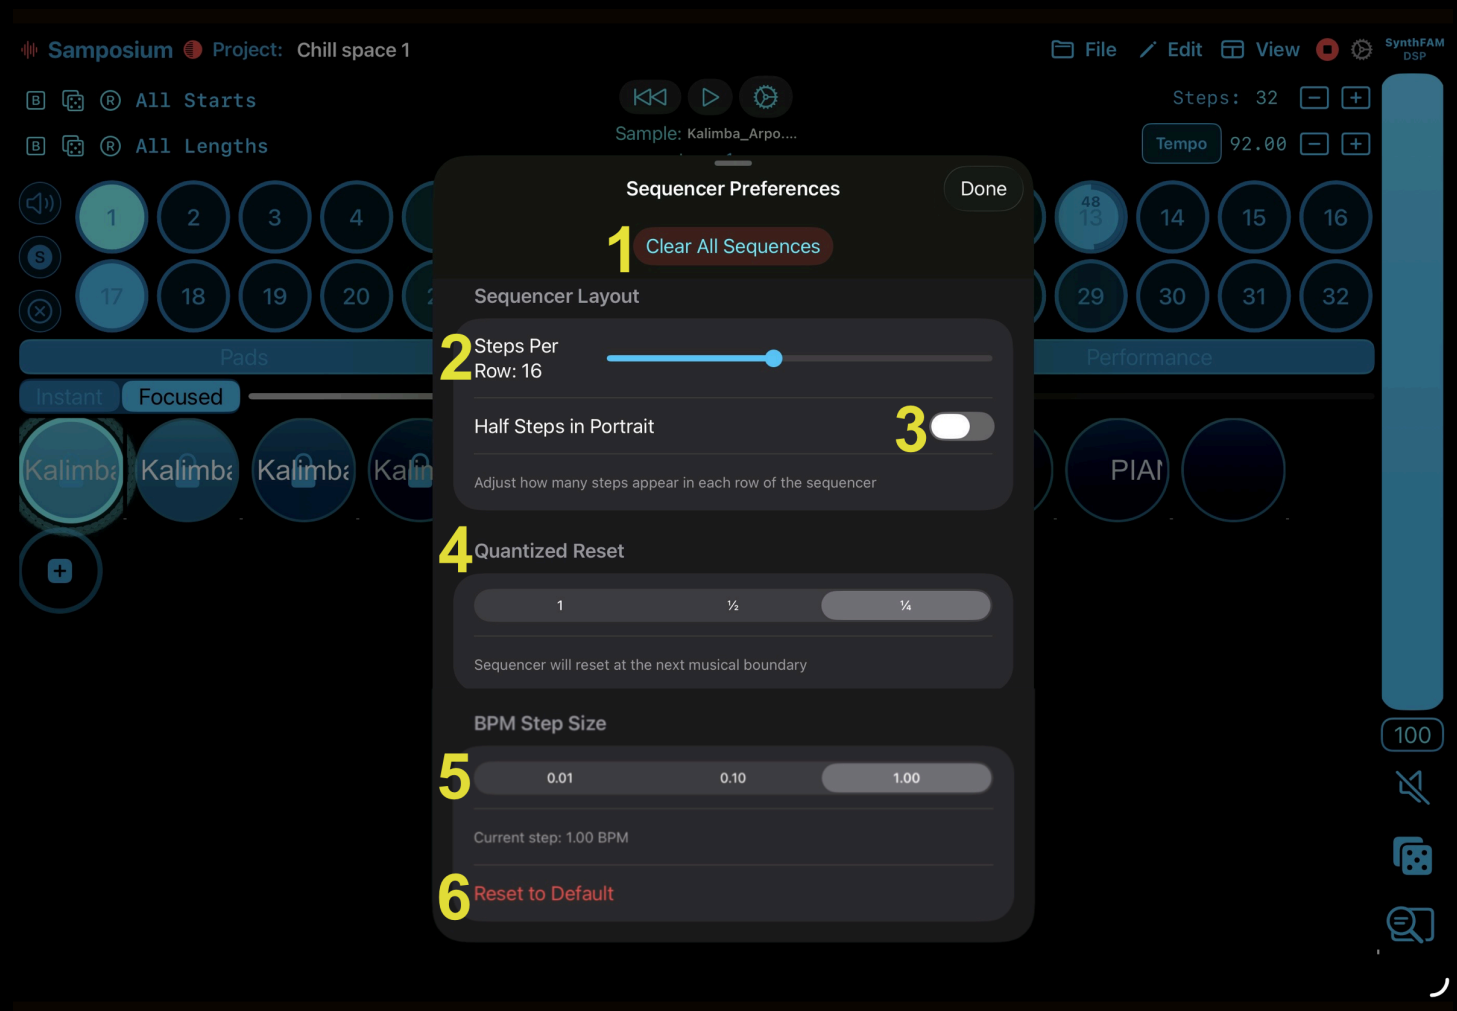 Samposium Project: Chill space 1
File Edit View
SynthFAM
DSP
B R All Starts
Steps: 32 − +
Sample: Kalimba_Arpo....
B R All Lengths
Tempo 92.00 − +
Sequencer Preferences
Done
1 Clear All Sequences
1 2 3 4
48
13 14 15 16
S
17 18 19 20
29 30 31 32
Sequencer Layout
2 Steps Per
Row: 16
Pads
Performance
Instant Focused
3
Half Steps in Portrait
Adjust how many steps appear in each row of the sequencer
Kalimba Kalimba Kalimba Kalim
PIAN
4 Quantized Reset
1 ½ ¼
Sequencer will reset at the next musical boundary
BPM Step Size
100
5
0.01 0.10 1.00
Current step: 1.00 BPM
6 Reset to Default